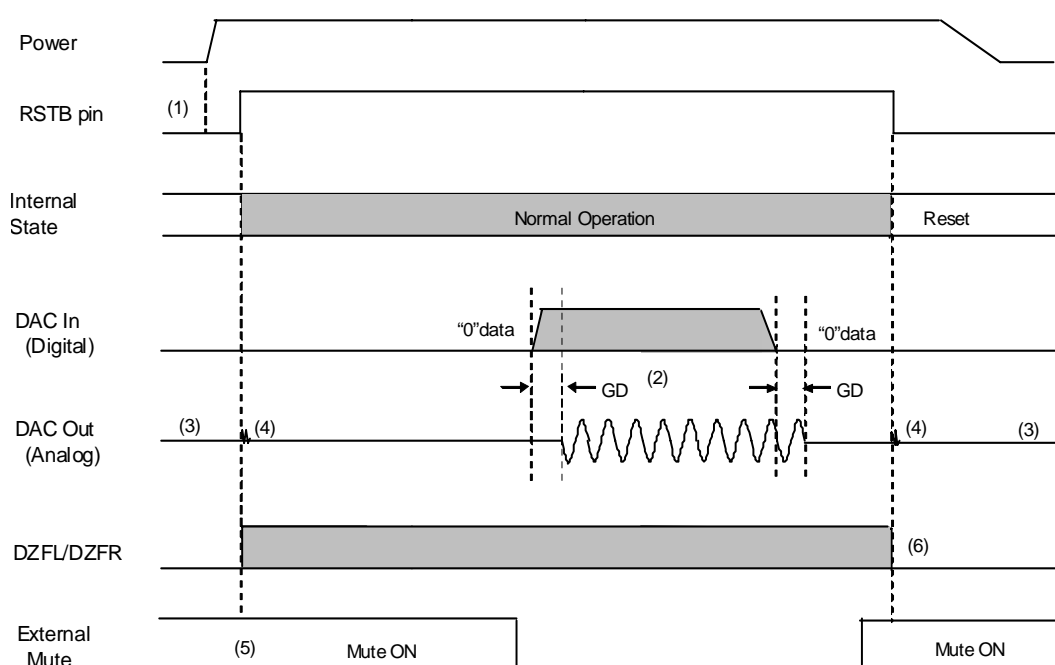 Power
RSTB pin
(1)
Internal
State
Normal Operation
Reset
DAC In
(Digital)
“0”data
“0”data
(2)
GD
GD
DAC Out
(Analog)
(3)
(4)
(4)
(3)
DZFL/DZFR
(6)
External
Mute
(5)
Mute ON
Mute ON